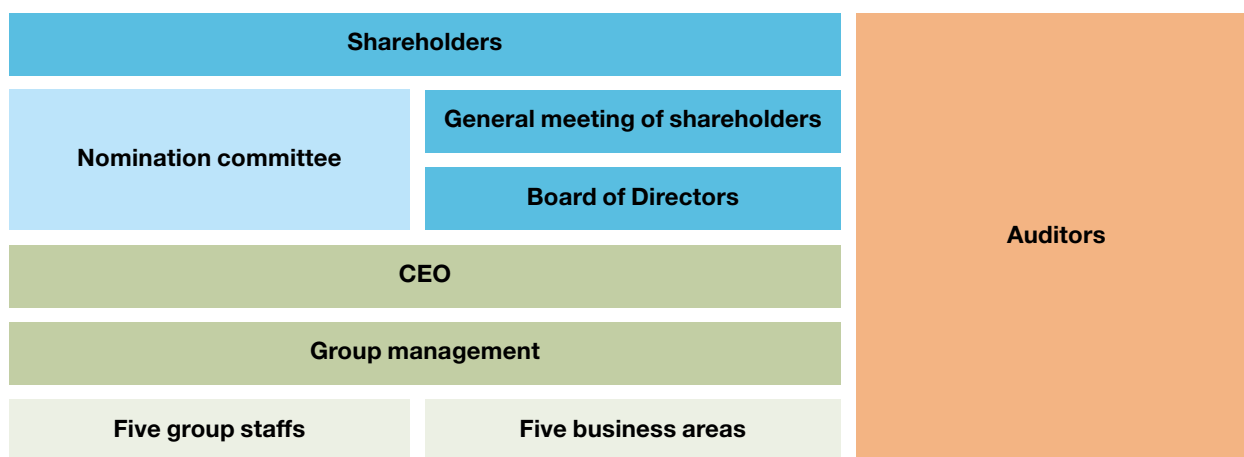 Shareholders
Nomination committee
General meeting of shareholders
Board of Directors
Auditors
CEO
Group management
Five group staffs
Five business areas